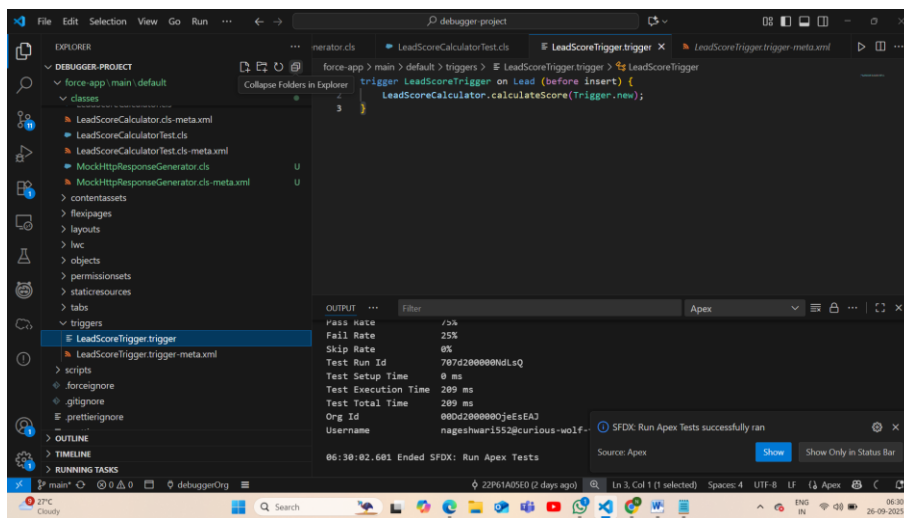 File Edit Selection View Go Run ··· debugger-project
EXPLORER ···
DEBUGGER-PROJECT
force-app\main\default
Collapse Folders in Explorer
classes
LeadScoreCalculator.cls-meta.xml
LeadScoreCalculatorTest.cls
LeadScoreCalculatorTest.cls-meta.xml
MockHttpResponseGenerator.cls U
MockHttpResponseGenerator.cls-meta.xml U
contentassets
flexipages
layouts
lwc
objects
permissionsets
staticresources
tabs
triggers
LeadScoreTrigger.trigger
LeadScoreTrigger.trigger-meta.xml
scripts
.forceignore
.gitignore
.prettierignore
OUTLINE
TIMELINE
RUNNING TASKS
11
1
nerator.cls LeadScoreCalculatorTest.cls LeadScoreTrigger.trigger LeadScoreTrigger.trigger-meta.xml
force-app > main > default > triggers > LeadScoreTrigger.trigger > LeadScoreTrigger
trigger LeadScoreTrigger on Lead (before insert) {
LeadScoreCalculator.calculateScore(Trigger.new);
3 }
OUTPUT ··· Filter Apex
Pass Rate 75%
Fail Rate 25%
Skip Rate 0%
Test Run Id 707d200000NdLsQ
Test Setup Time 0 ms
Test Execution Time 209 ms
Test Total Time 209 ms
Org Id 00Dd200000OjeEsEAJ
Username nageshwari552@curious-wolf-
06:30:02.601 Ended SFDX: Run Apex Tests
SFDX: Run Apex Tests successfully ran
Source: Apex Show Show Only in Status Bar
main* 0 0 debuggerOrg 22P61A05E0 (2 days ago) Ln 3, Col 1 (1 selected) Spaces: 4 UTF-8 LF Apex
9 27°C
Cloudy
Search
ENG
IN
06:30
26-09-2025